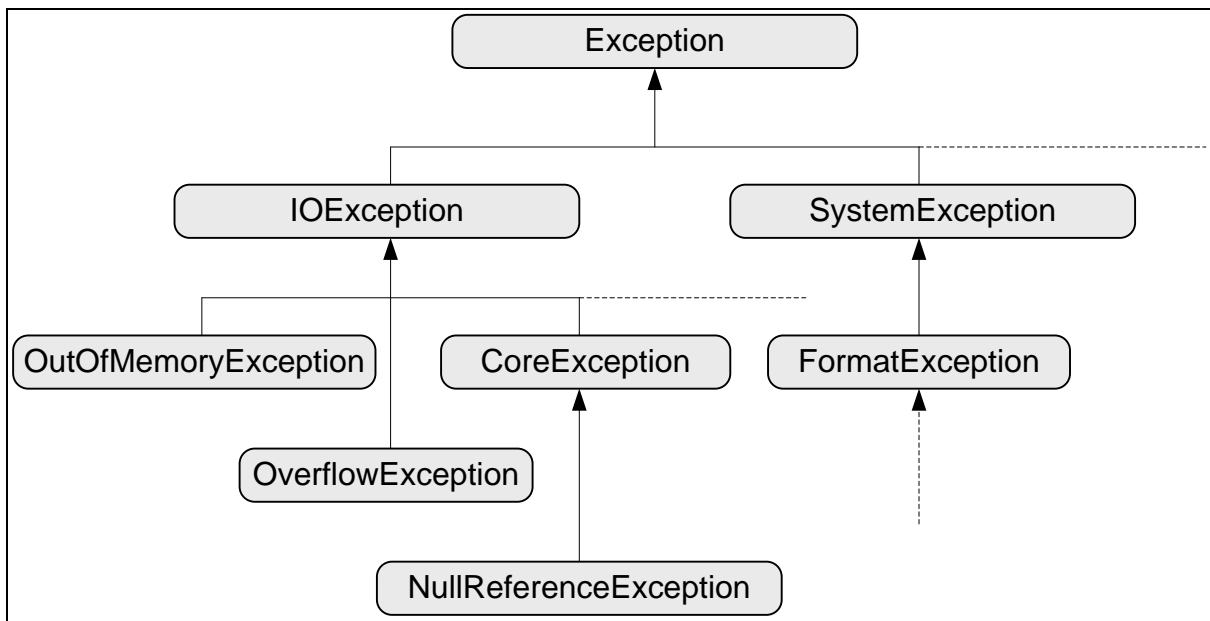 Exception
IOException
SystemException
OutOfMemoryException
CoreException
FormatException
OverflowException
NullReferenceException